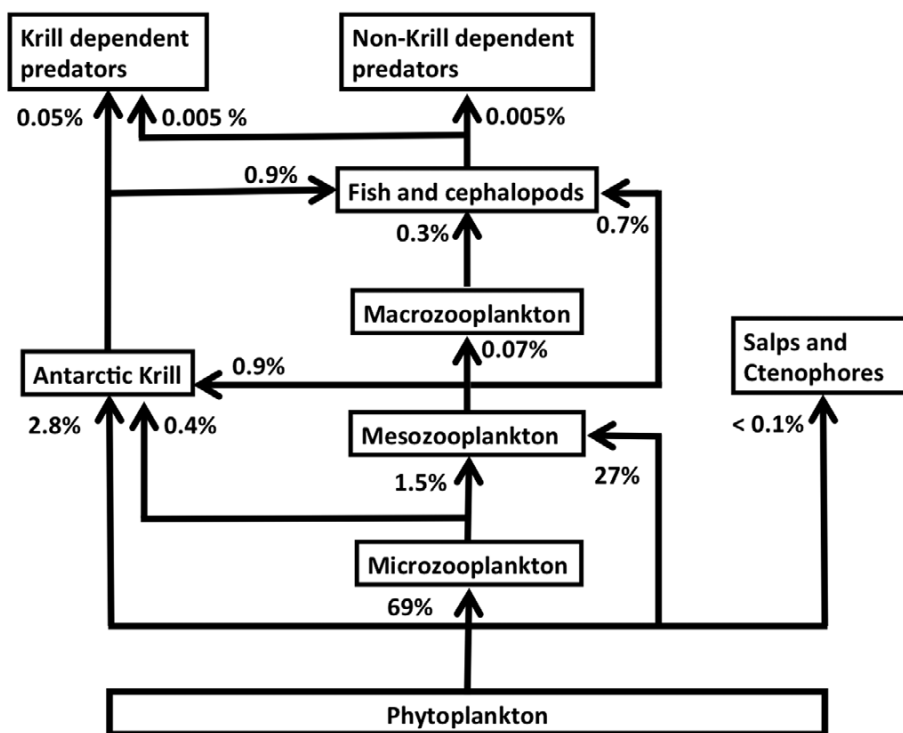 Krill dependent
predators
Non-Krill dependent
predators
0.05%
0.005 %
0.005%
0.9%
Fish and cephalopods
0.3%
0.7%
Macrozooplankton
0.07%
Salps and
Ctenophores
Antarctic Krill
0.9%
2.8%
0.4%
Mesozooplankton
< 0.1%
1.5%
27%
Microzooplankton
69%
Phytoplankton